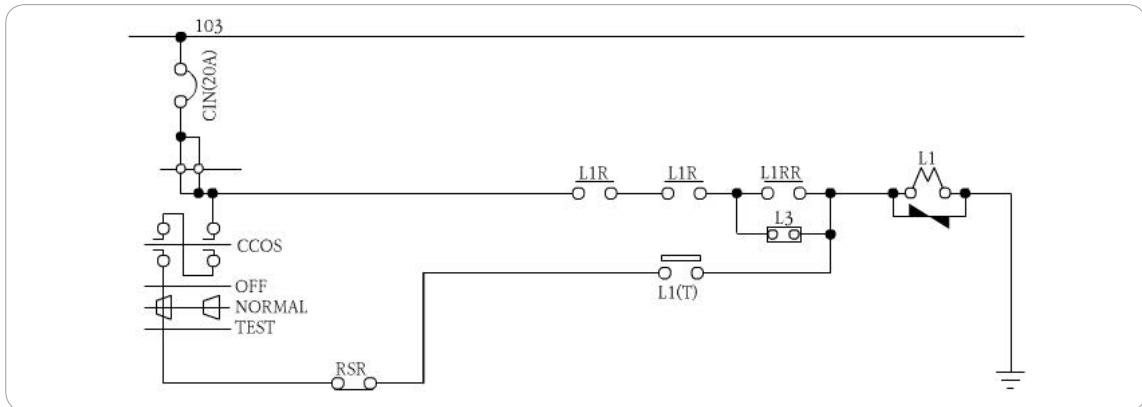 103
CIN(20A)
L1R
L1R
L1RR
L1
L3
CCOS
L1(T)
OFF
NORMAL
TEST
RSR